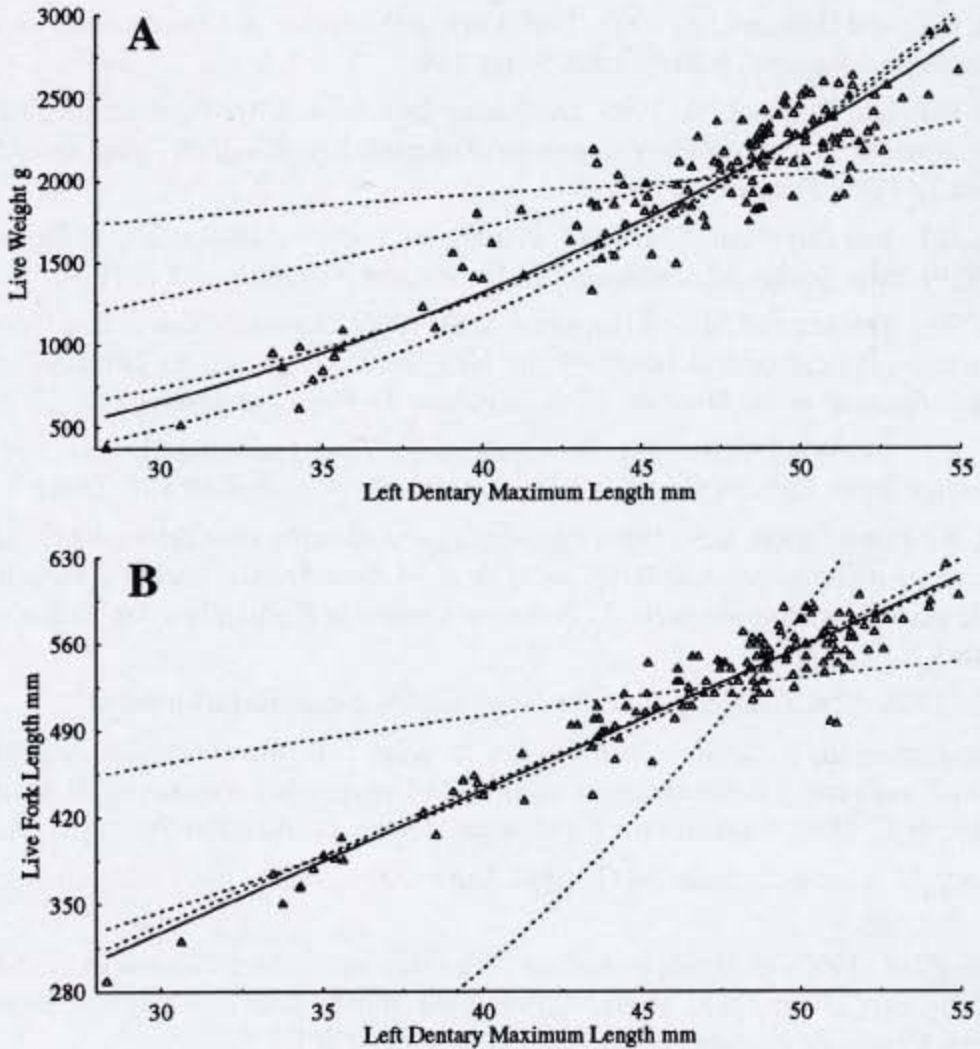 A
3000
2500
2000
1500
1000
500
Live Weight g
30 35 40 45 50 55
Left Dentary Maximum Length mm
B
630
560
490
420
350
280
Live Fork Length mm
30 35 40 45 50 55
Left Dentary Maximum Length mm